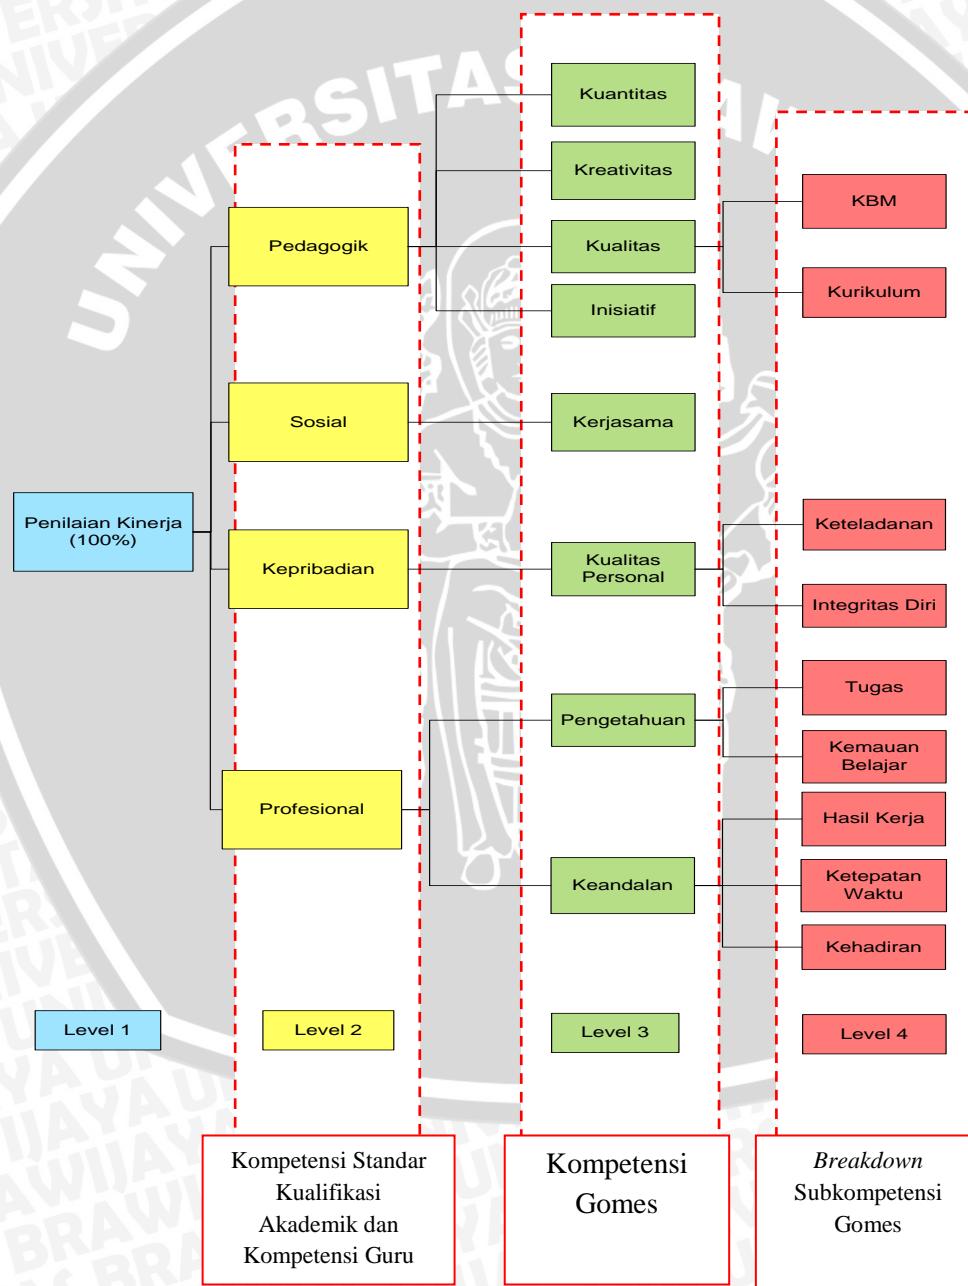 UNIVERSITAS BRAWIJAYA
Kuantitas
Kreativitas
Pedagogik
Kualitas
Inisiatif
KBM
Kurikulum
Sosial
Kerjasama
Penilaian Kinerja
(100%)
Kepribadian
Kualitas
Personal
Keteladanan
Integritas Diri
Profesional
Pengetahuan
Tugas
Kemauan
Belajar
Keandalan
Hasil Kerja
Ketepatan
Waktu
Kehadiran
Level 1
Level 2
Level 3
Level 4
Kompetensi Standar
Kualifikasi
Akademik dan
Kompetensi Guru
Kompetensi
Gomes
Breakdown
Subkompetensi
Gomes